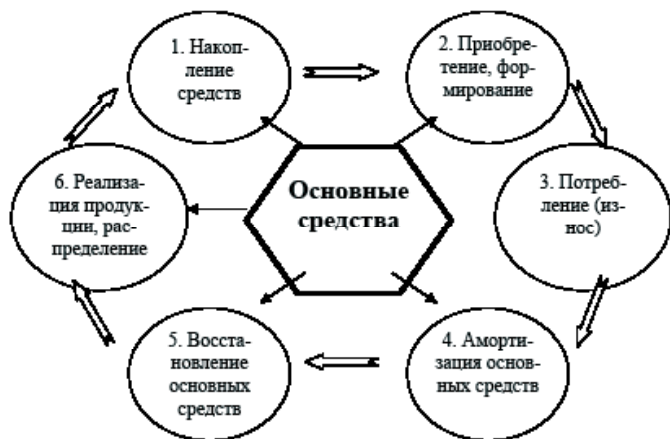 1. Накоп-
ление
средств
2. Приобре-
тение, фор-
мирование
Основные
средства
3. Потреб-
ление (из-
нос)
4. Аморти-
зация основ-
ных средств
5. Восста-
новление
основных
средств
6. Реализа-
ция продук-
ции, рас-
пределение